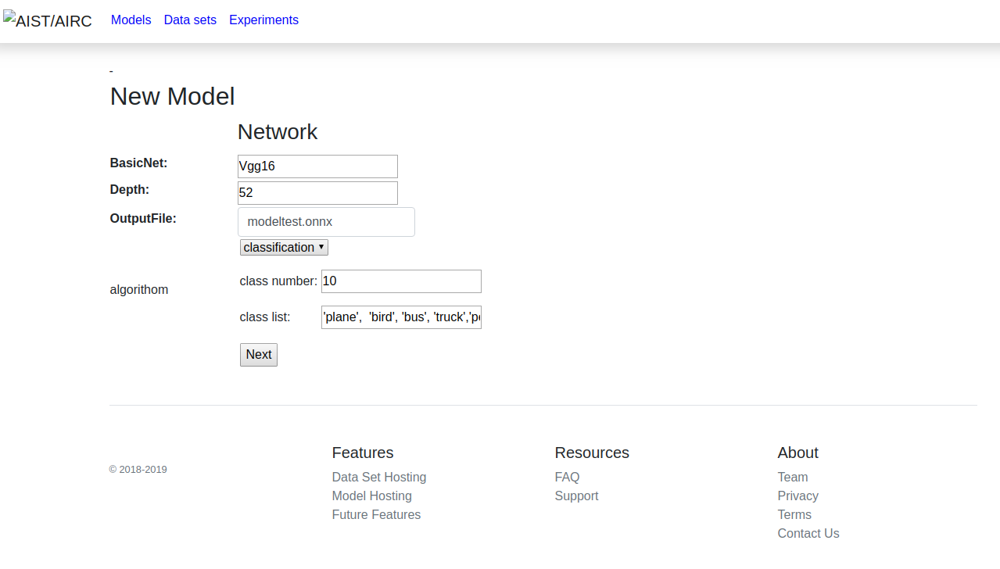 AIST/AIRC Models Data sets Experiments
-
New Model
Network
BasicNet: Vgg16
Depth: 52
OutputFile: modeltest.onnx
classification
class number: 10
algorithom
class list: 'plane', 'bird', 'bus', 'truck','pe
Next
Features Resources About
© 2018-2019
Data Set Hosting FAQ Team
Model Hosting Support Privacy
Future Features Terms
Contact Us